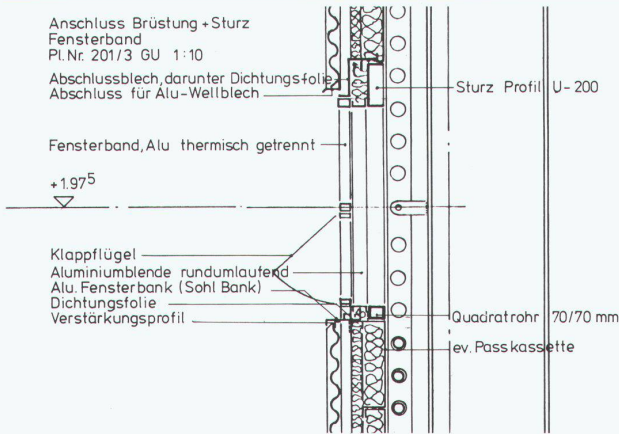 Anschluss Brüstung + Sturz
Fensterband
Pl. Nr. 201/3 GU 1:10
Abschlussblech, darunter Dichtungsfolie
Abschluss für Alu-Wellblech
Sturz Profil U-200
Fensterband, Alu thermisch getrennt
+1.97⁵
Klappflügel
Aluminiumblende rundumlaufend
Alu. Fensterbank (Sohl Bank)
Dichtungsfolie
Verstärkungsprofil
Quadratrohr 70/70 mm
ev. Passkassette